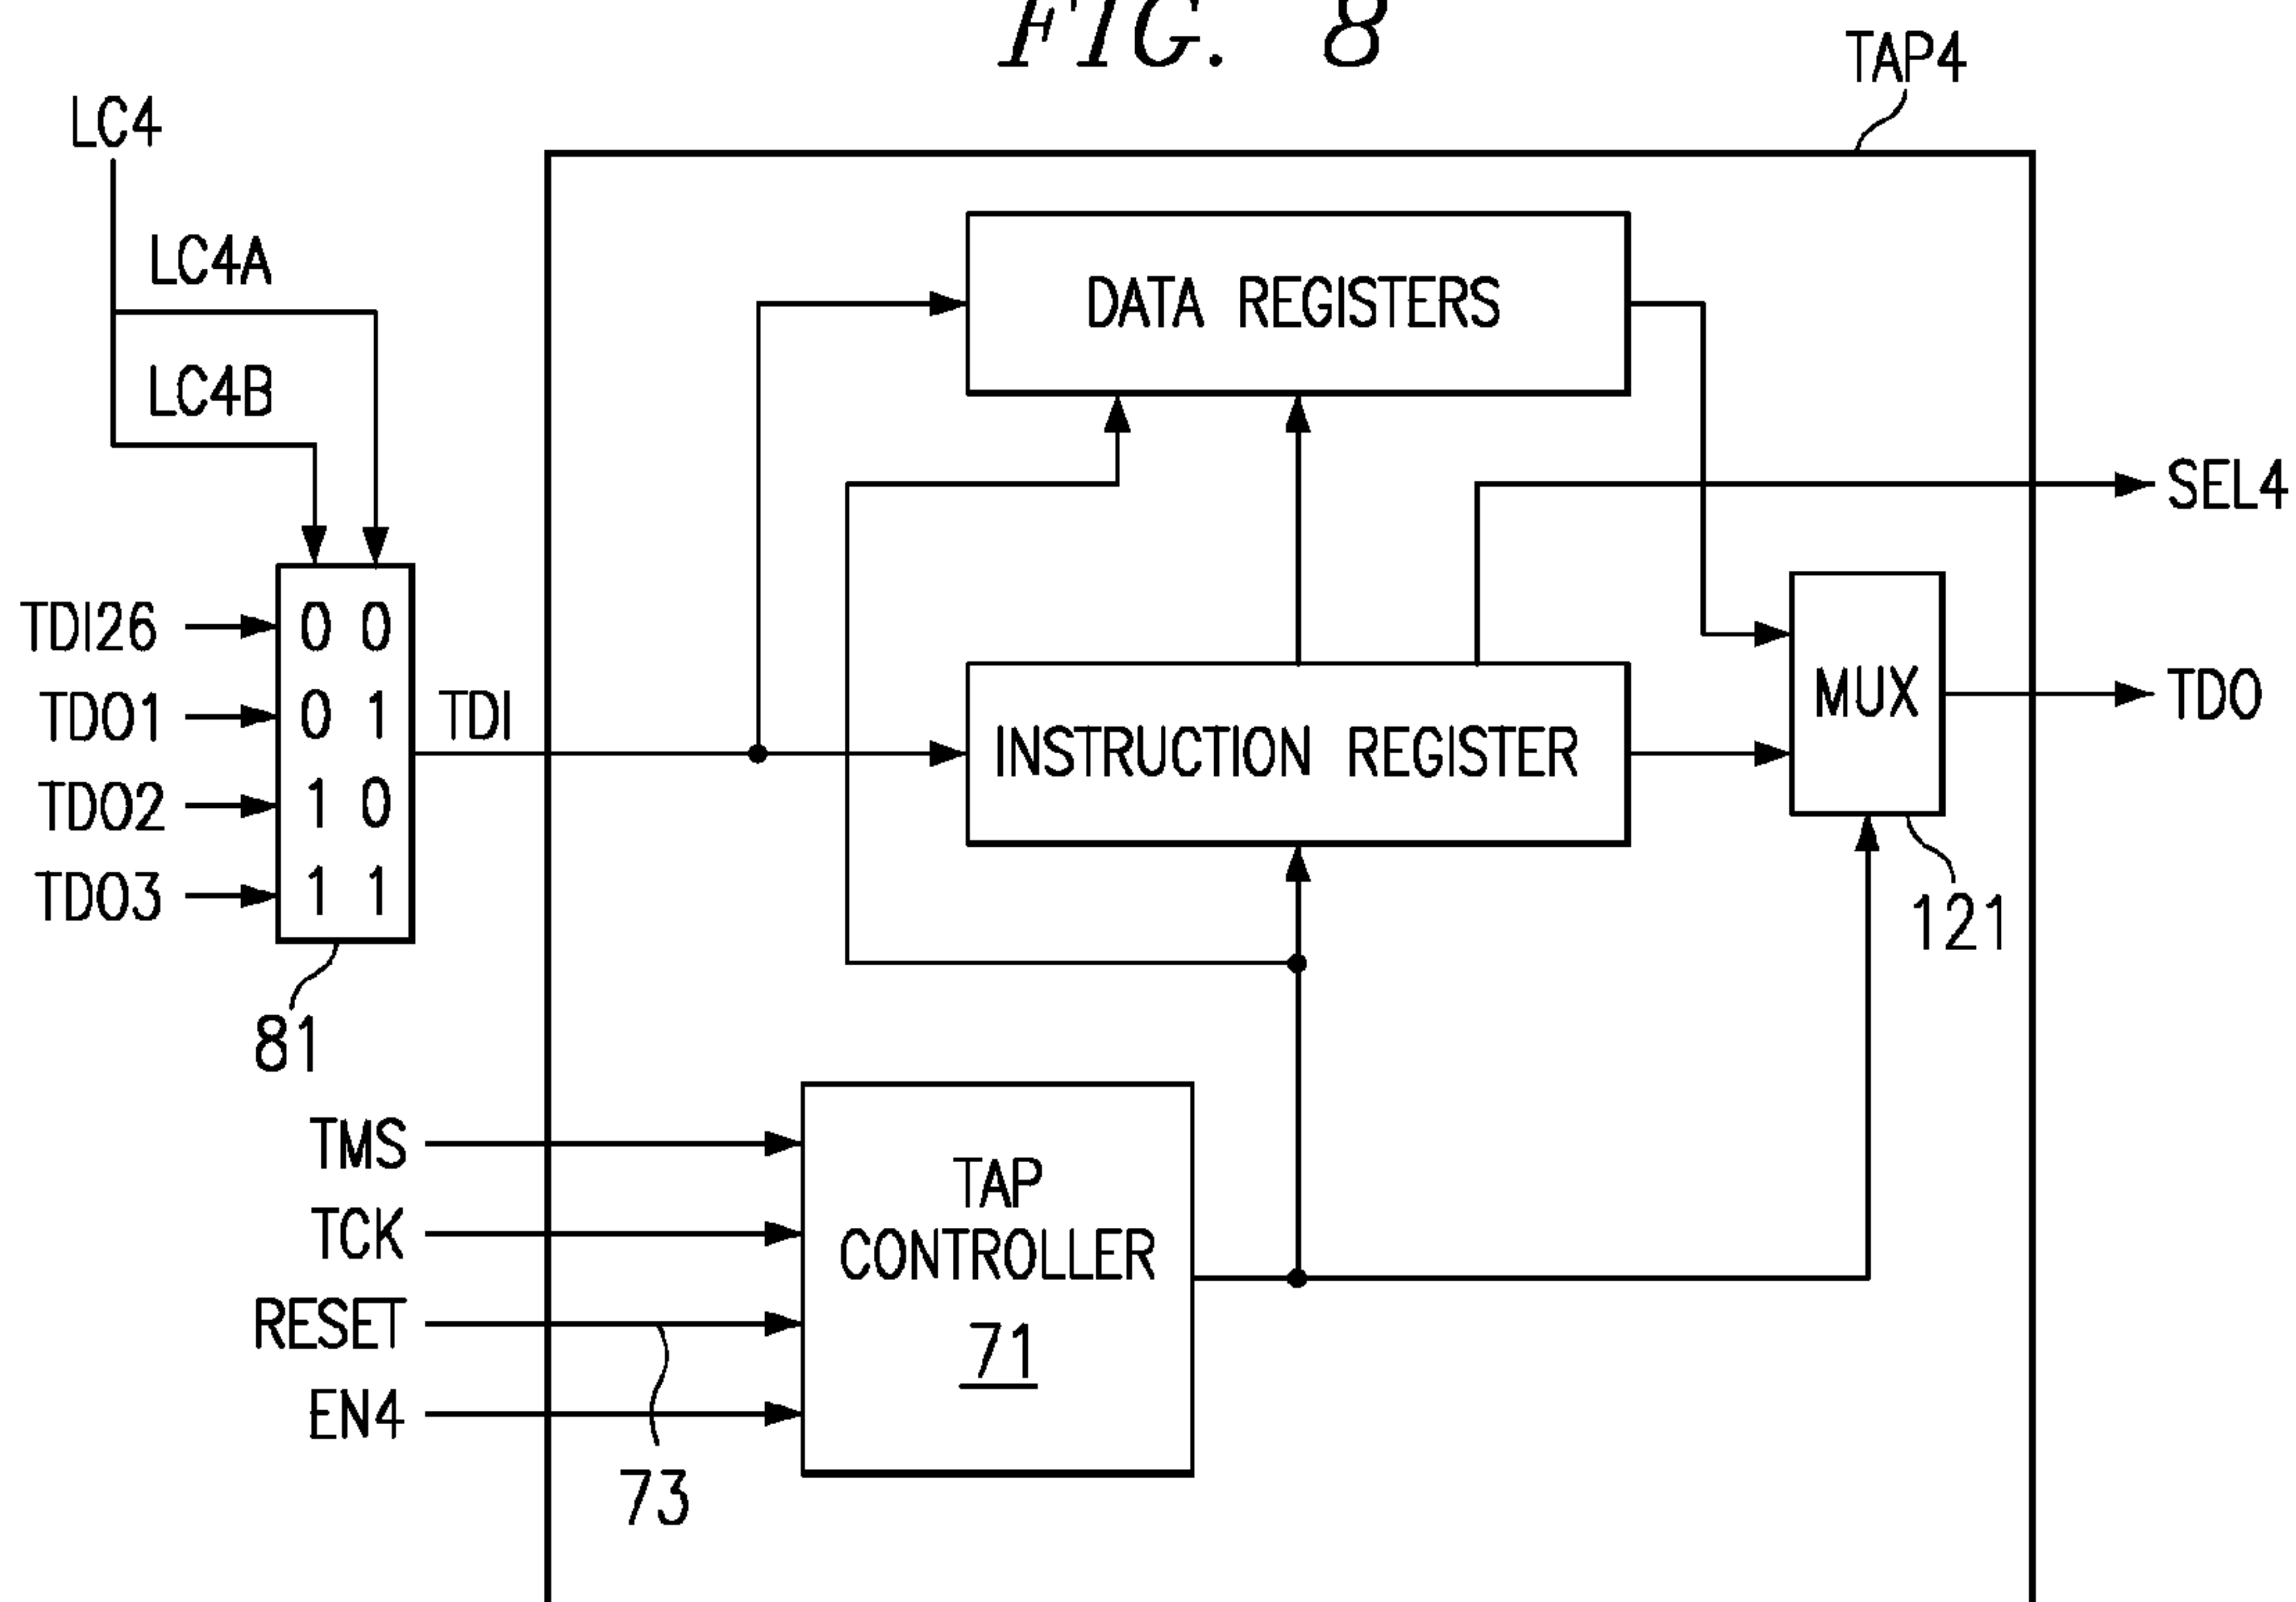 FIG. 8
TAP4
LC4
LC4A
LC4B
DATA REGISTERS
SEL4
TDI26
0 0
TDO1
0 1
TDO2
1 0
TDO3
1 1
TDI
INSTRUCTION REGISTER
MUX
TDO
121
81
TMS
TCK
RESET
EN4
TAP
CONTROLLER
71
73